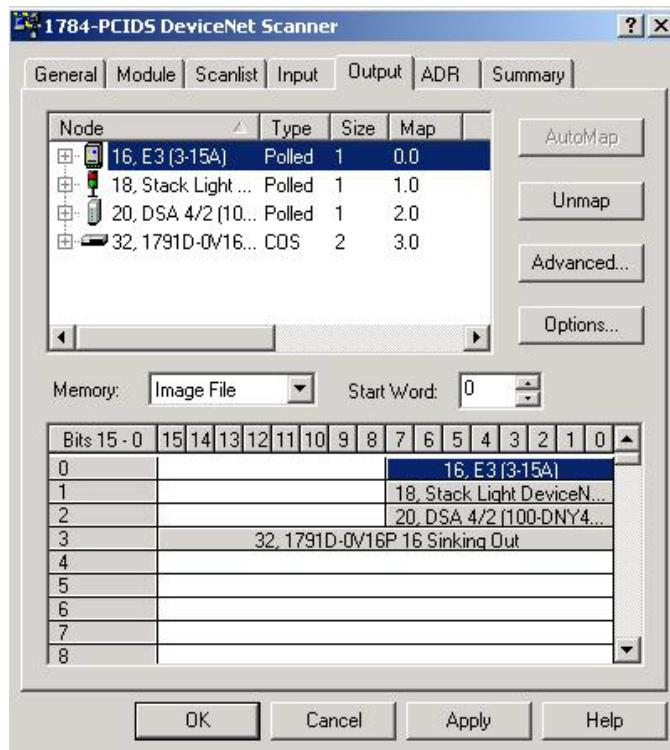 1784-PCIDS DeviceNet Scanner
General Module Scanlist Input Output ADR Summary
Node Type Size Map
16, E3 (3-15A) Polled 1 0.0
18, Stack Light ... Polled 1 1.0
20, DSA 4/2 (10... Polled 1 2.0
32, 1791D-0V16... COS 2 3.0
AutoMap
Unmap
Advanced...
Options...
Memory: Image File Start Word: 0
Bits 15 - 0 15 14 13 12 11 10 9 8 7 6 5 4 3 2 1 0
0 16, E3 (3-15A)
1 18, Stack Light DeviceN...
2 20, DSA 4/2 (100-DNY4...
3 32, 1791D-0V16P 16 Sinking Out
4
5
6
7
8
OK Cancel Apply Help